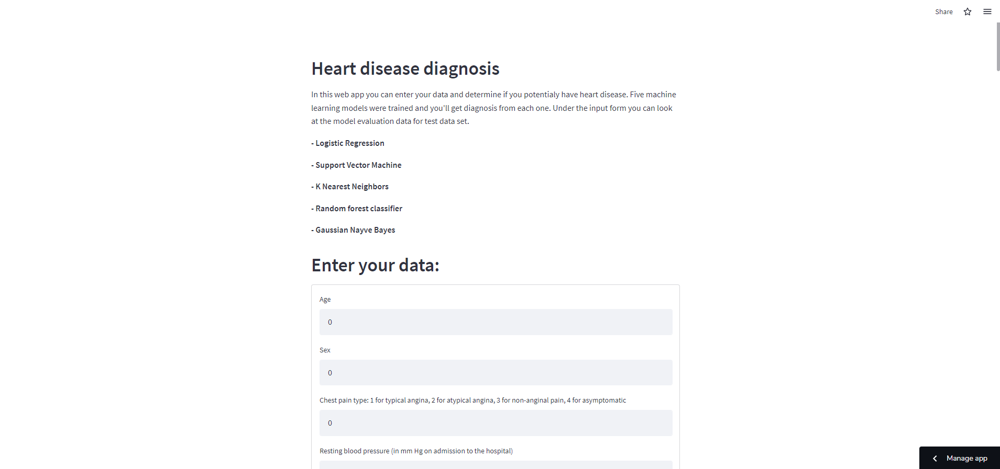 Share
Heart disease diagnosis
In this web app you can enter your data and determine if you potentialy have heart disease. Five machine
learning models were trained and you'll get diagnosis from each one. Under the input form you can look
at the model evaluation data for test data set.
- Logistic Regression
- Support Vector Machine
- K Nearest Neighbors
- Random forest classifier
- Gaussian Nayve Bayes
Enter your data:
Age
0
Sex
0
Chest pain type: 1 for typical angina, 2 for atypical angina, 3 for non-anginal pain, 4 for asymptomatic
0
Resting blood pressure (in mm Hg on admission to the hospital)
Manage app